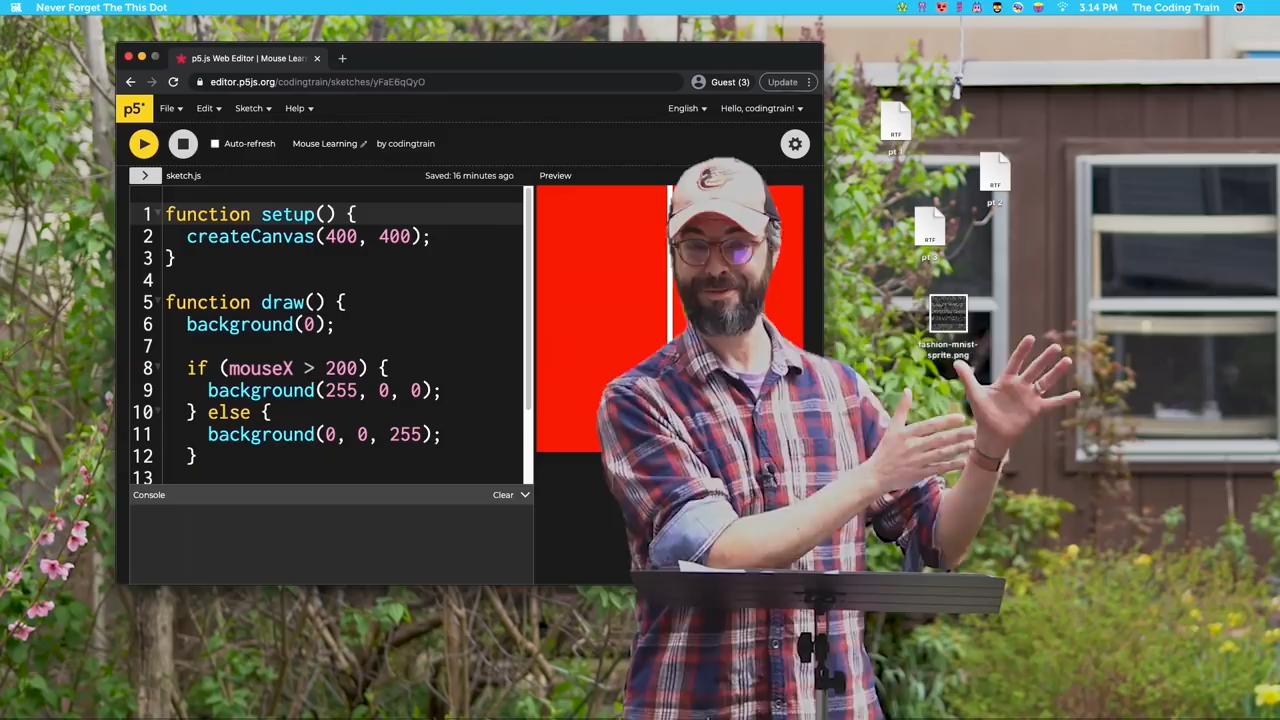 Never Forget The This Dot
3.14 PM The Coding Train
p5.js Web Editor | Mouse Lear
editor.p5js.org/codingtrain/sketches/yFaE6qQyO
Guest (3)
Update
p5*
File Edit Sketch Help
English Hello, codingtrain!
Auto-refresh
Mouse Learning
by codingtrain
sketch.js
Saved: 16 minutes ago
Preview
1 function setup() {
2 createCanvas(400, 400);
3 }
4
5 function draw() {
6 background(0);
7
8 if (mouseX > 200) {
9 background(255, 0, 0);
10 } else {
11 background(0, 0, 255);
12 }
13
Console
Clear
RTF
pt 1
RTF
pt 2
RTF
pt 3
fashion-mnist-
sprite.png